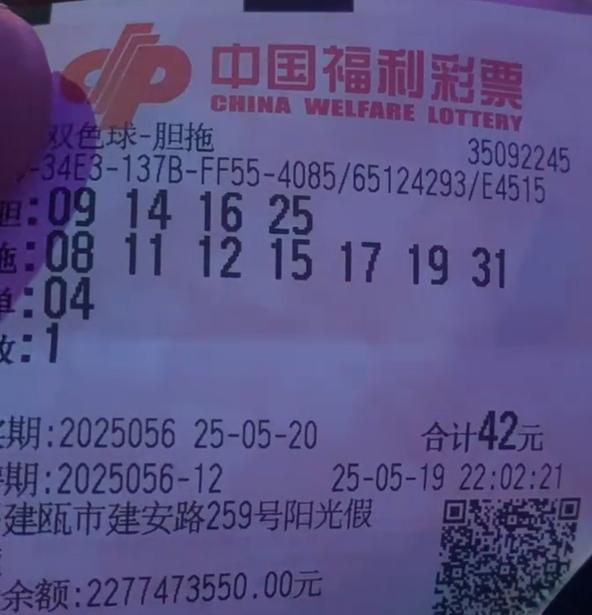 中国福利彩票
CHINA WELFARE LOTTERY
双色球-胆拖
35092245
-34E3-137B-FF55-4085/65124293/E4515
胆:09 14 16 25
拖:08 11 12 15 17 19 31
单:04
:1
期:2025056 25-05-20 合计42元
期:2025056-12 25-05-19 22:02:21
建瓯市建安路259号阳光假
余额:2277473550.00元